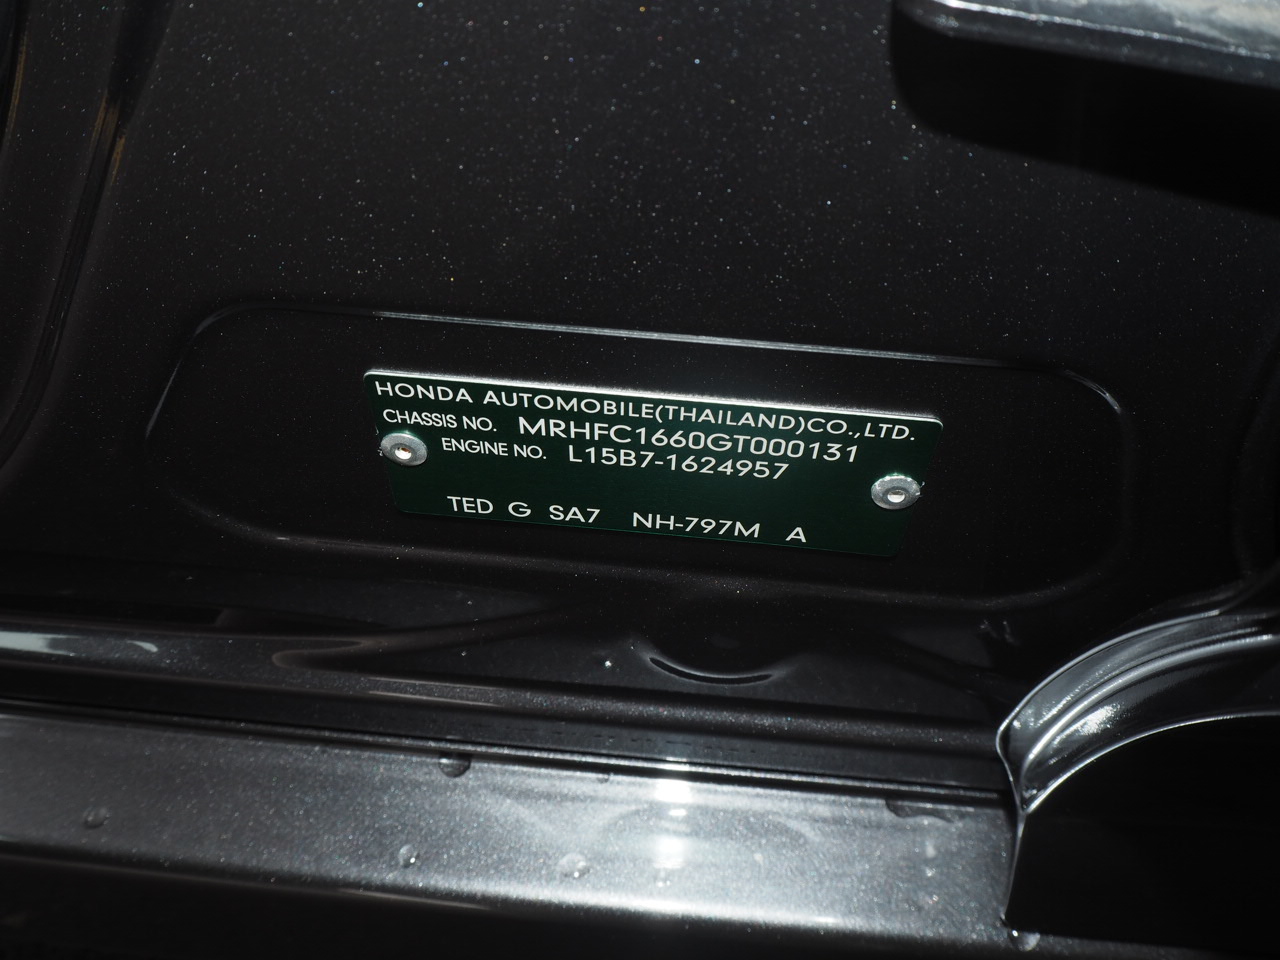 HONDA AUTOMOBILE(THAILAND)CO.,LTD.
CHASSIS NO. MRHFC1660GT000131
ENGINE NO. L15B7-1624957
TED G SA7 NH-797M A